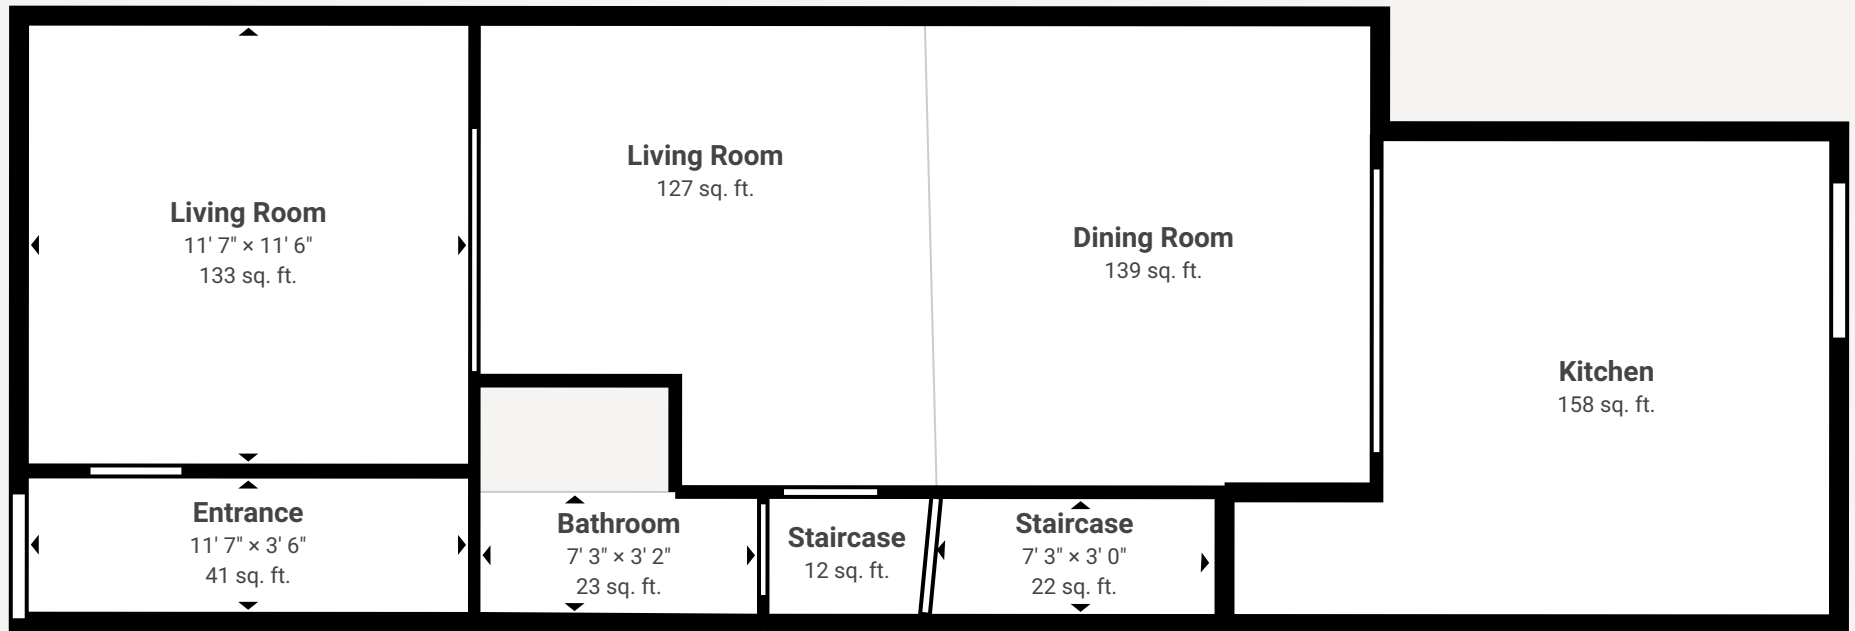 Living Room
11' 7" × 11' 6"
133 sq. ft.
Living Room
127 sq. ft.
Dining Room
139 sq. ft.
Kitchen
158 sq. ft.
Entrance
11' 7" × 3' 6"
41 sq. ft.
Bathroom
7' 3" × 3' 2"
23 sq. ft.
Staircase
12 sq. ft.
Staircase
7' 3" × 3' 0"
22 sq. ft.